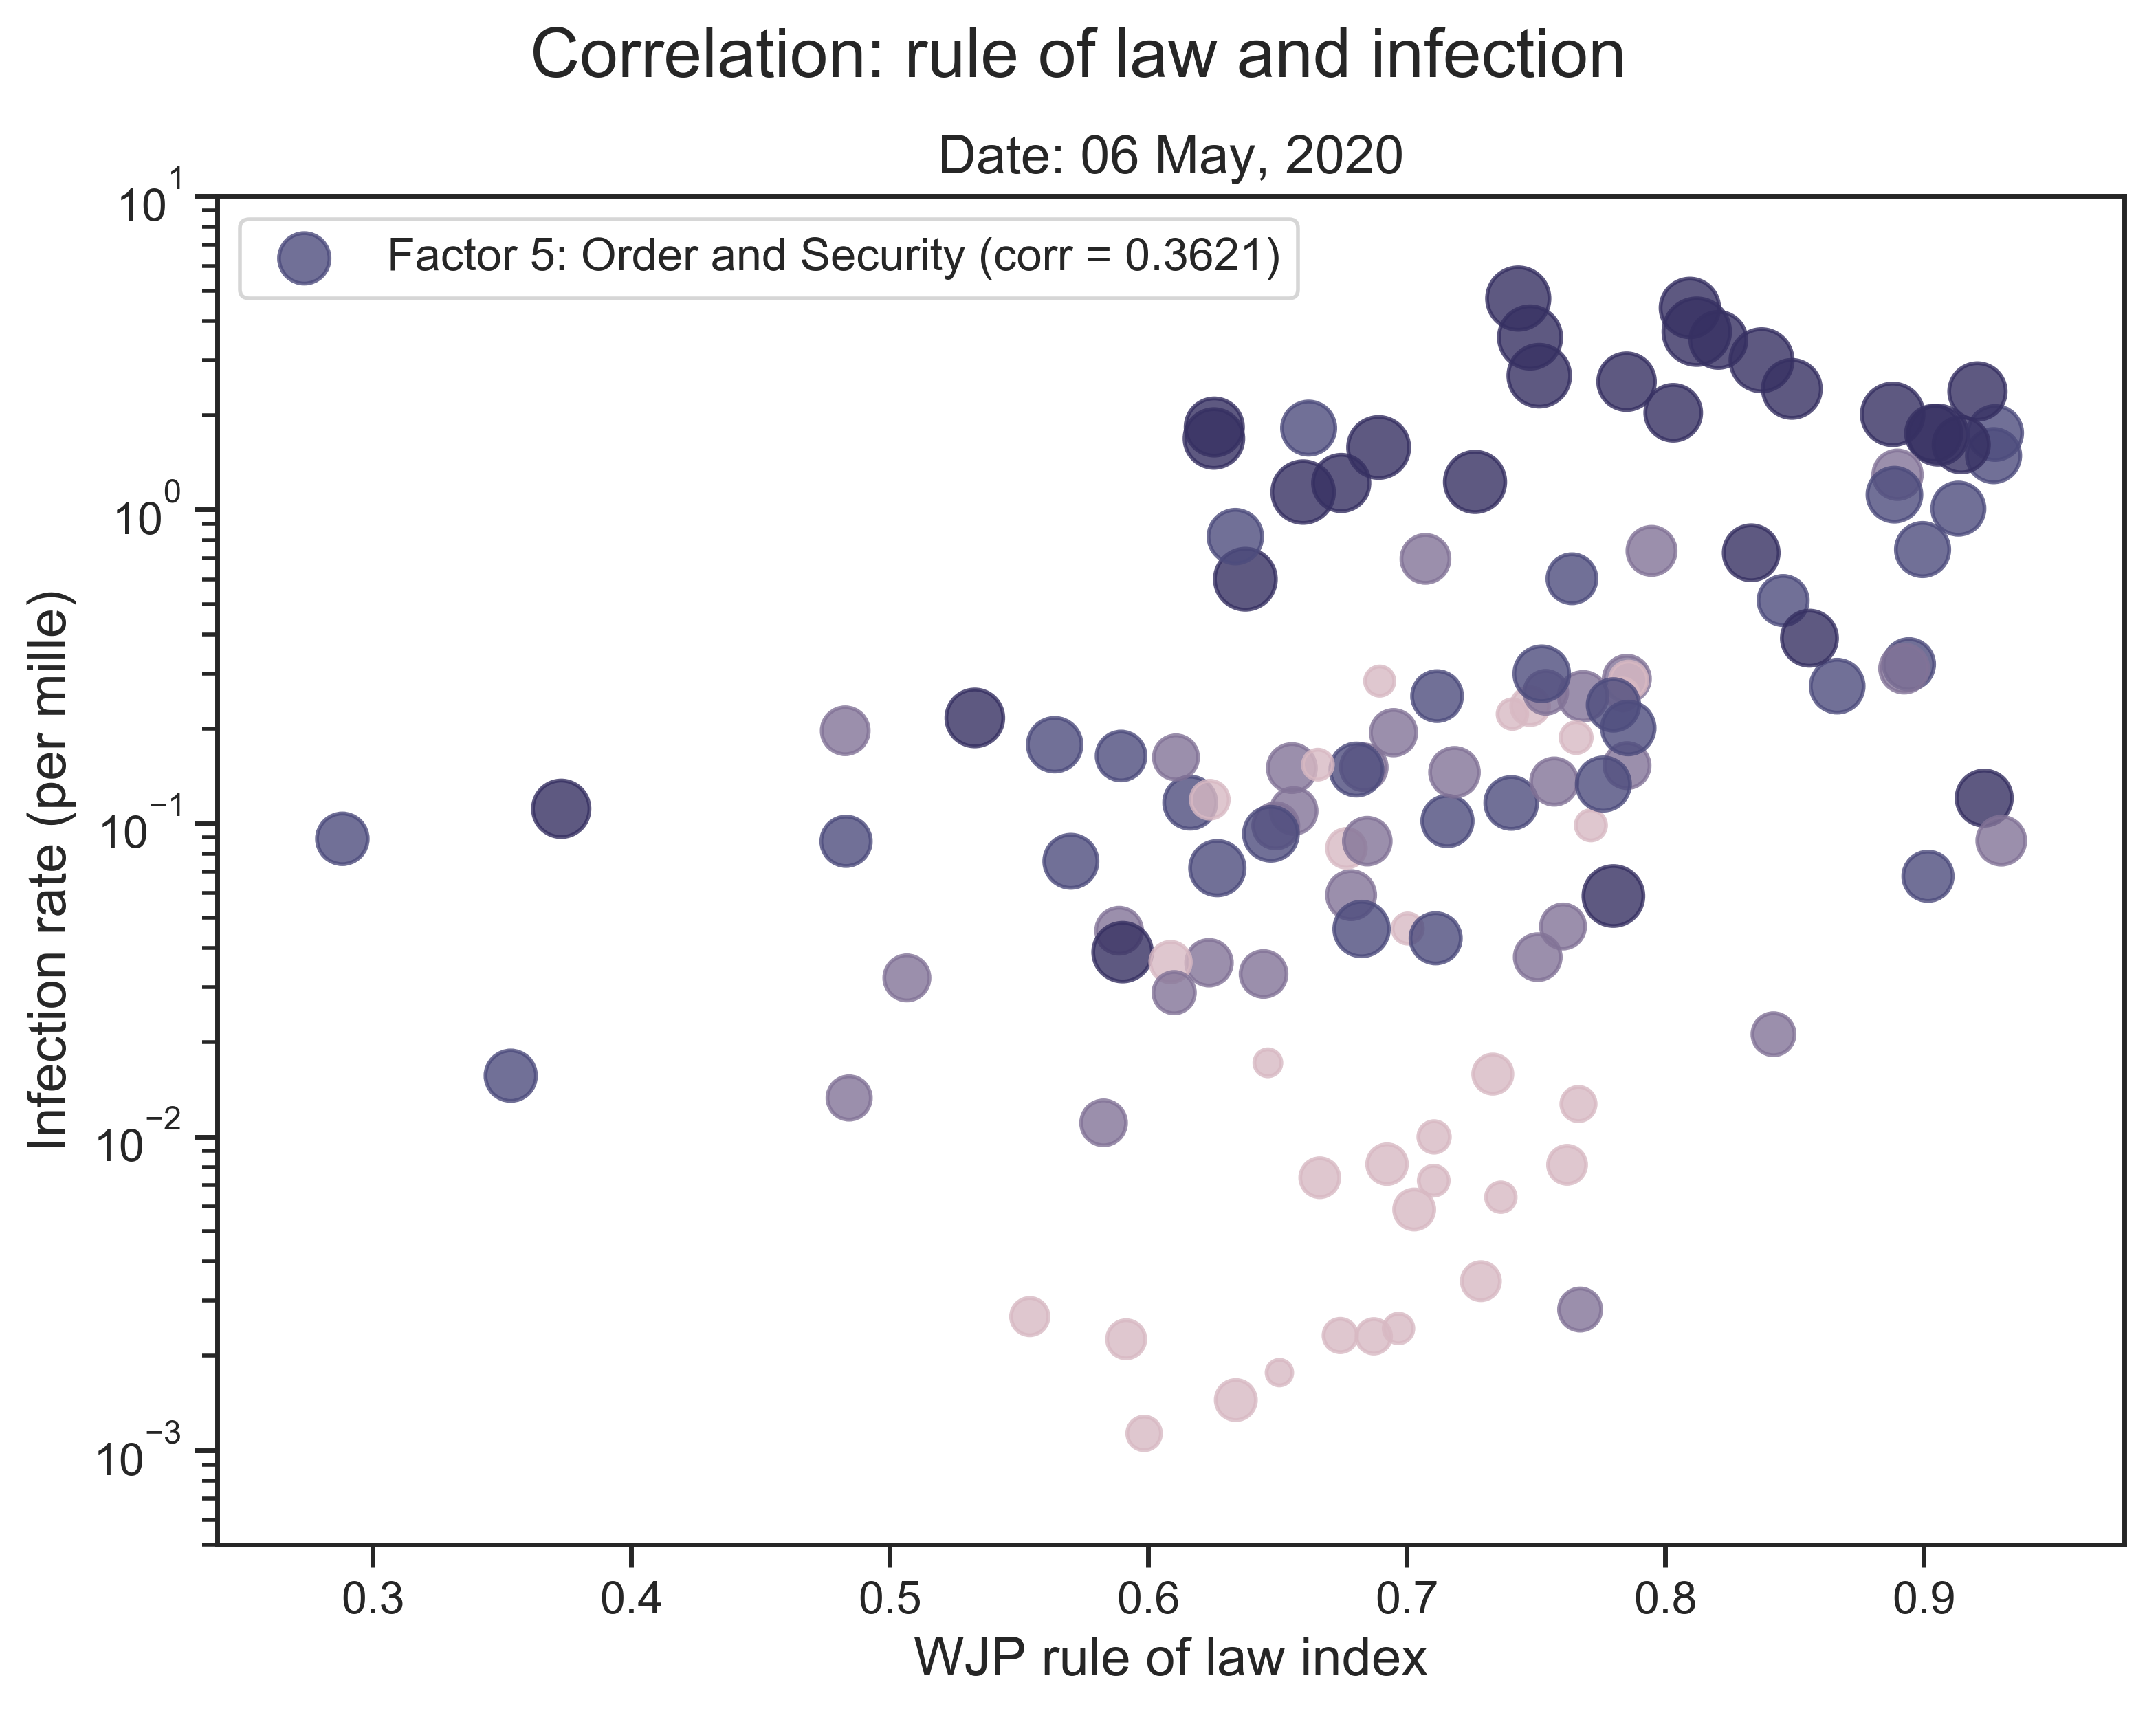 Correlation: rule of law and infection
Date: 06 May, 2020
Factor 5: Order and Security (corr = 0.3621)
Infection rate (per mille)
10^1
10^0
10^−1
10^−2
10^−3
0.3 0.4 0.5 0.6 0.7 0.8 0.9
WJP rule of law index